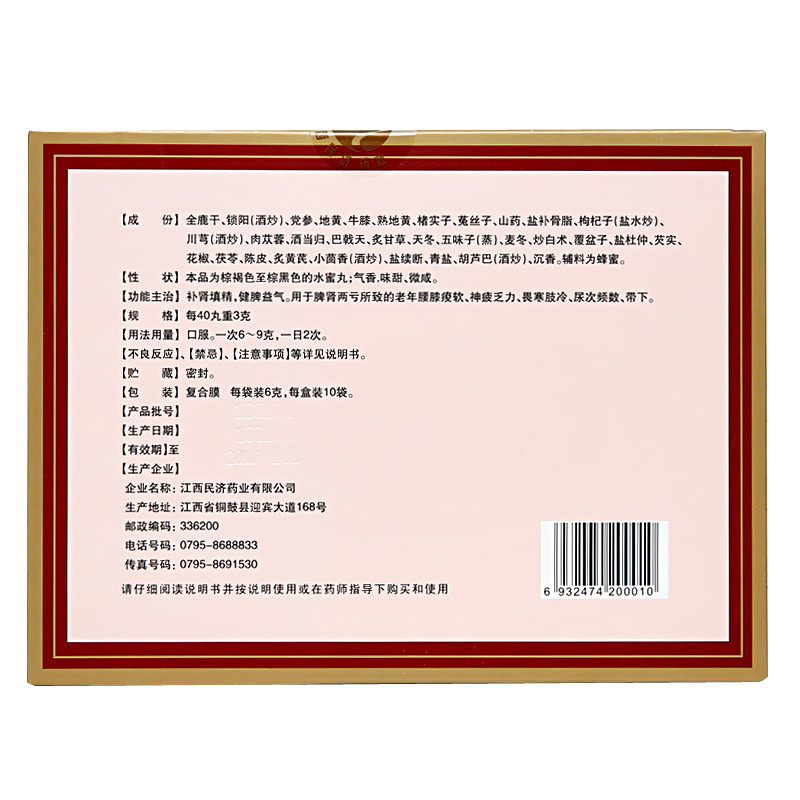 【成 份】全鹿干、锁阳(酒炒)、党参、地黄、牛膝、熟地黄、楮实子、菟丝子、山药、盐补骨脂、枸杞子(盐水炒)、
川芎(酒炒)、肉苁蓉、酒当归、巴戟天、炙甘草、天冬、五味子(蒸)、麦冬、炒白术、覆盆子、盐杜仲、芡实、
花椒、茯苓、陈皮、炙黄芪、小茴香(酒炒)、盐续断、青盐、胡芦巴(酒炒)、沉香。辅料为蜂蜜。
【性 状】本品为棕褐色至棕黑色的水蜜丸;气香,味甜、微咸。
【功能主治】补肾填精,健脾益气。用于脾肾两亏所致的老年腰膝痠软、神疲乏力、畏寒肢冷、尿次频数、带下。
【规 格】每40丸重3克
【用法用量】口服。一次6～9克,一日2次。
【不良反应】、【禁忌】、【注意事项】等详见说明书。
【贮 藏】密封。
【包 装】复合膜 每袋装6克,每盒装10袋。
【产品批号】
【生产日期】
【有效期】至
【生产企业】
企业名称: 江西民济药业有限公司
生产地址: 江西省铜鼓县迎宾大道168号
邮政编码: 336200
电话号码: 0795-8688833
传真号码: 0795-8691530
请仔细阅读说明书并按说明使用或在药师指导下购买和使用
6 932474 200010